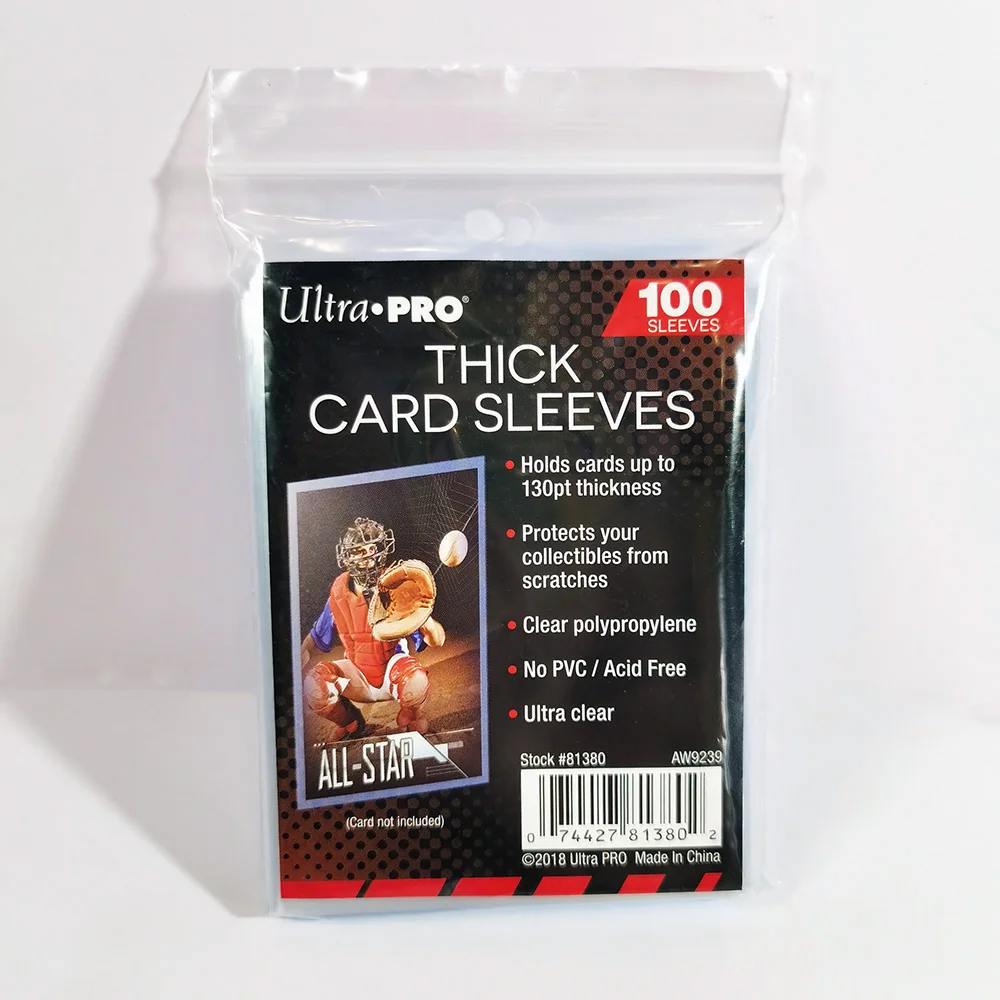 Ultra•PRO®
100
SLEEVES
THICK
CARD SLEEVES
• Holds cards up to
130pt thickness
• Protects your
collectibles from
scratches
• Clear polypropylene
• No PVC / Acid Free
• Ultra clear
ALL-STAR
(Card not included)
Stock #81380 AW9239
0 74427 81380 2
©2018 Ultra PRO Made In China